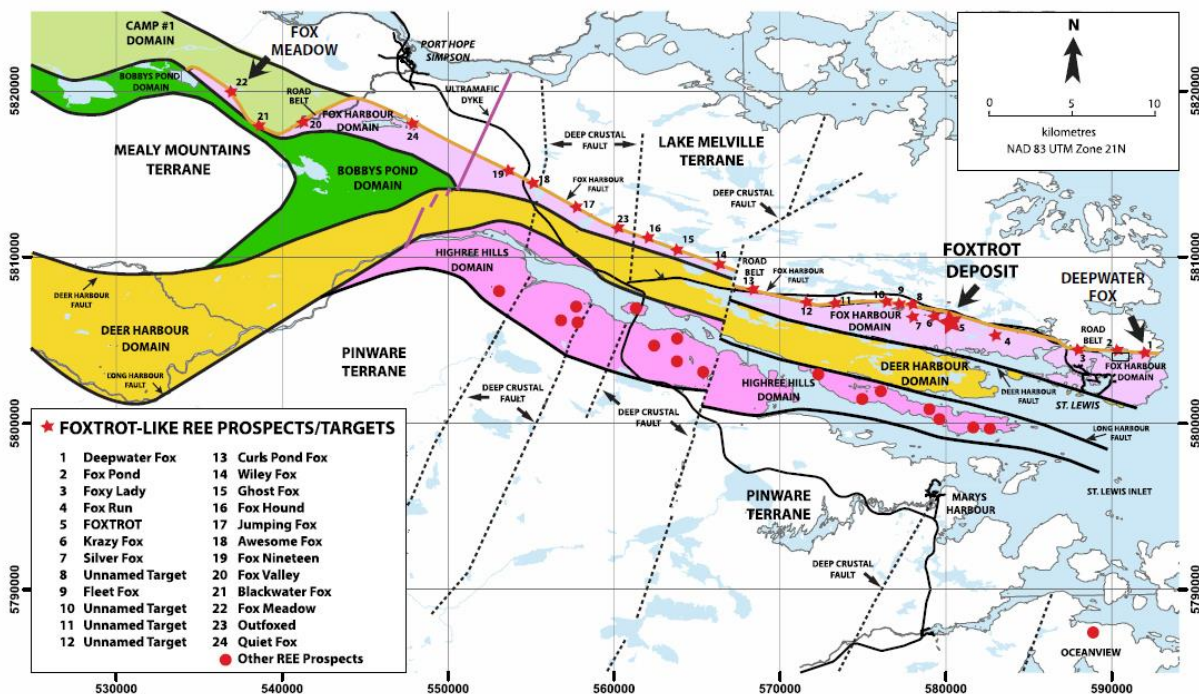 CAMP #1
DOMAIN
FOX
MEADOW
PORT HOPE
SIMPSON
N
0 5 10
kilometres
NAD 83 UTM Zone 21N
5820000
5820000
BOBBYS POND
DOMAIN
22
21
ROAD
BELT
20
FOX HARBOUR
DOMAIN
24
ULTRAMAFIC
DYKE
DEEP CRUSTAL
FAULT
LAKE MELVILLE
TERRANE
MEALY MOUNTAINS
TERRANE
BOBBYS POND
DOMAIN
19
18
17
FOX HARBOUR
FAULT
DEEP CRUSTAL
FAULT
23
16
15
14
5810000
5810000
HIGHREE HILLS
DOMAIN
ROAD
BELT
13
FOX HARBOUR
FAULT
FOXTROT
DEPOSIT
DEEPWATER
FOX
DEER HARBOUR
FAULT
12
11
10
9
8
7
6
5
4
FOX HARBOUR
DOMAIN
ROAD
BELT
3
2
1
FOX HARBOUR
DOMAIN
DEER HARBOUR
DOMAIN
PINWARE
TERRANE
LONG HARBOUR
FAULT
DEER HARBOUR
DOMAIN
HIGHREE HILLS
DOMAIN
DEER HARBOUR
FAULT
ST. LEWIS
DEEP CRUSTAL
FAULT
DEEP CRUSTAL
FAULT
5800000
5800000
LONG HARBOUR
FAULT
ST. LEWIS INLET
PINWARE
TERRANE
MARYS
HARBOUR
DEEP CRUSTAL
FAULT
5790000
5790000
OCEANVIEW
FOXTROT-LIKE REE PROSPECTS/TARGETS
1 Deepwater Fox
2 Fox Pond
3 Foxy Lady
4 Fox Run
5 FOXTROT
6 Krazy Fox
7 Silver Fox
8 Unnamed Target
9 Fleet Fox
10 Unnamed Target
11 Unnamed Target
12 Unnamed Target
13 Curls Pond Fox
14 Wiley Fox
15 Ghost Fox
16 Fox Hound
17 Jumping Fox
18 Awesome Fox
19 Fox Nineteen
20 Fox Valley
21 Blackwater Fox
22 Fox Meadow
23 Outfoxed
24 Quiet Fox
Other REE Prospects
530000 540000 550000 560000 570000 580000 590000